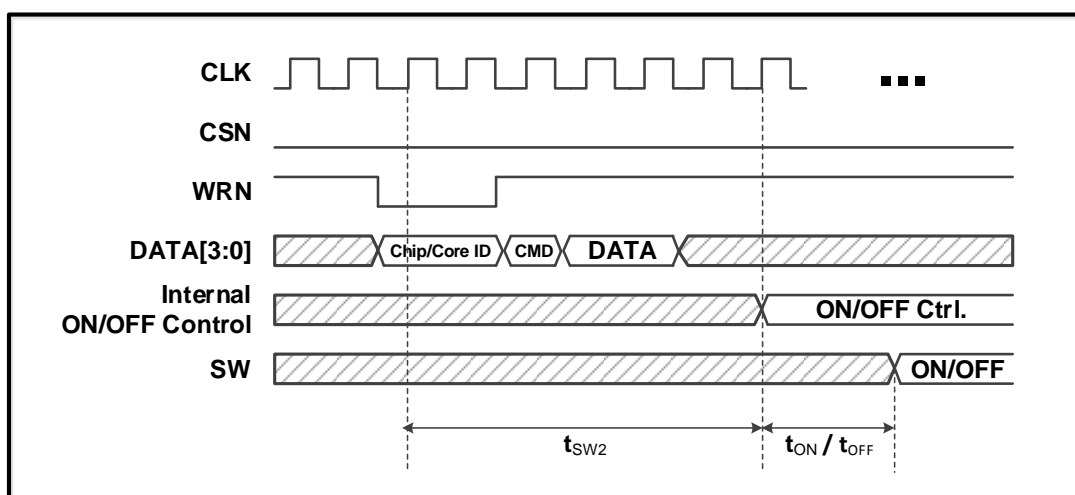 CLK
CSN
WRN
DATA[3:0] Chip/Core ID CMD DATA
Internal
ON/OFF Control ON/OFF Ctrl.
SW ON/OFF
tSW2 tON / tOFF